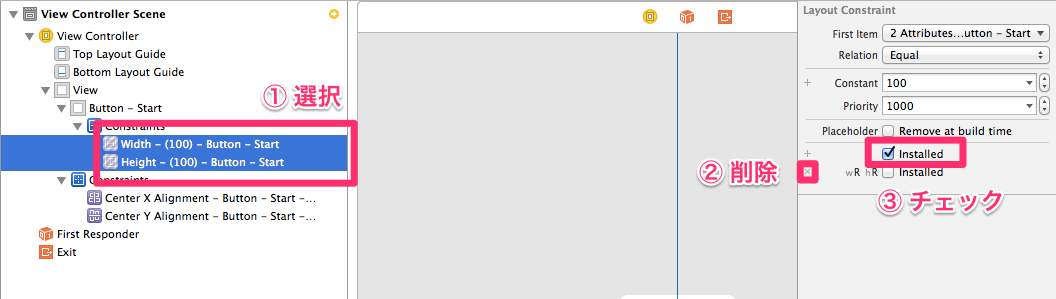 View Controller Scene
View Controller
Top Layout Guide
Bottom Layout Guide
View
Button - Start
Constraints
Width - (100) - Button - Start
Height - (100) - Button - Start
Constraints
Center X Alignment - Button - Start -...
Center Y Alignment - Button - Start -...
First Responder
Exit
① 選択
② 削除
Layout Constraint
First Item 2 Attributes...utton - Start
Relation Equal
Constant 100
Priority 1000
Placeholder Remove at build time
Installed
wR hR Installed
③ チェック